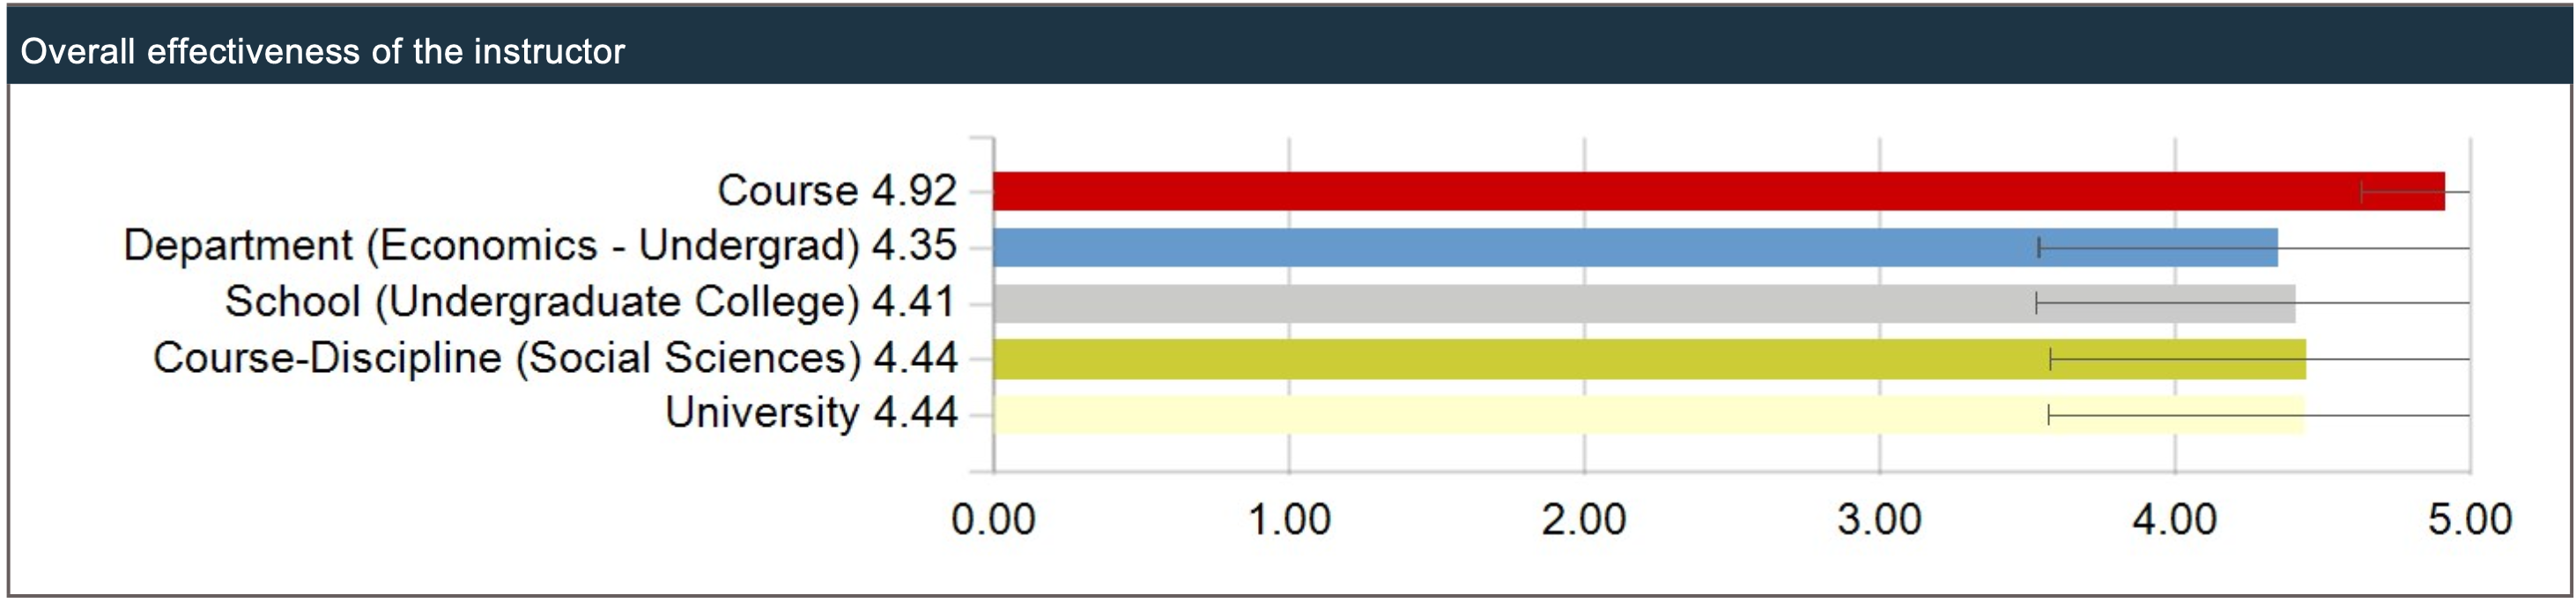 Overall effectiveness of the instructor
Course 4.92
Department (Economics - Undergrad) 4.35
School (Undergraduate College) 4.41
Course-Discipline (Social Sciences) 4.44
University 4.44
0.00 1.00 2.00 3.00 4.00 5.00